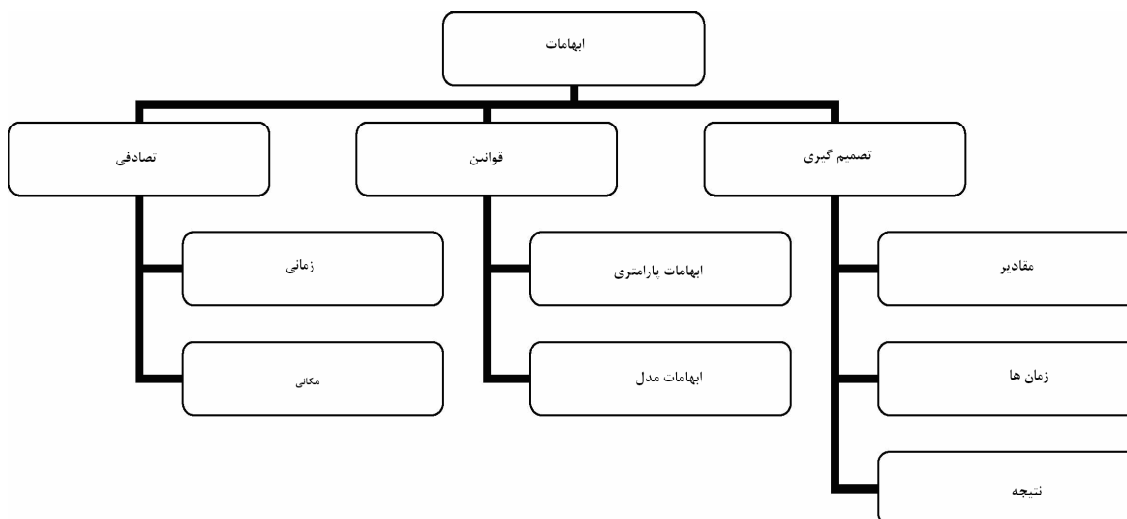 ابهامات
تصمیم گیری
قوانین
تصادفی
مقادیر
ابهامات پارامتری
زمانی
زمان ها
ابهامات مدل
مکانی
نتیجه